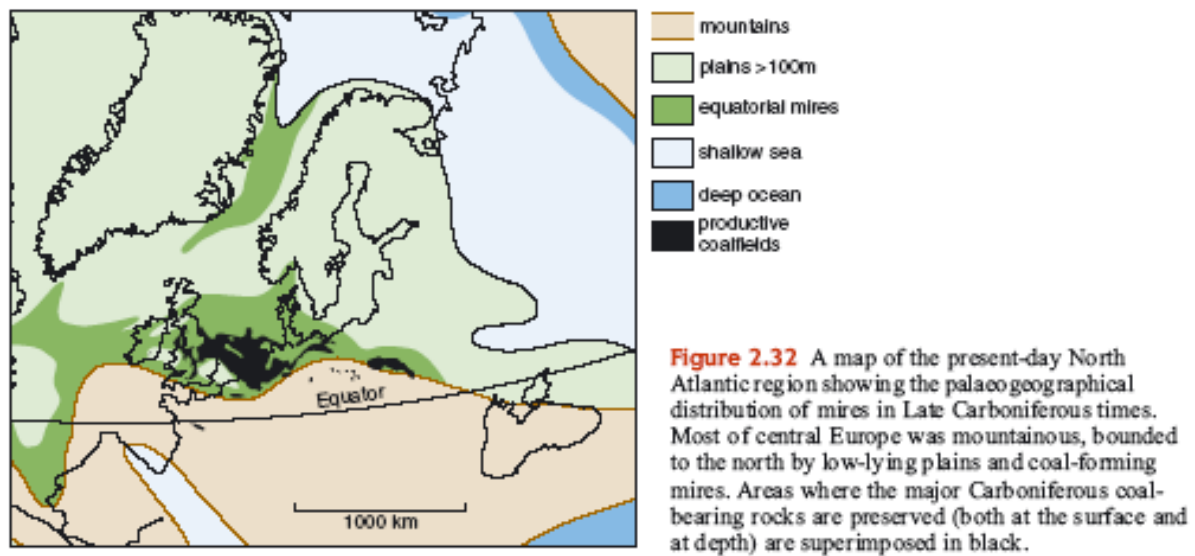 mountains
plains >100m
equatorial mires
shallow sea
deep ocean
productive
coalfields
Equator
1000 km
Figure 2.32 A map of the present-day North
Atlantic region showing the palaeogeographical
distribution of mires in Late Carboniferous times.
Most of central Europe was mountainous, bounded
to the north by low-lying plains and coal-forming
mires. Areas where the major Carboniferous coal-
bearing rocks are preserved (both at the surface and
at depth) are superimposed in black.